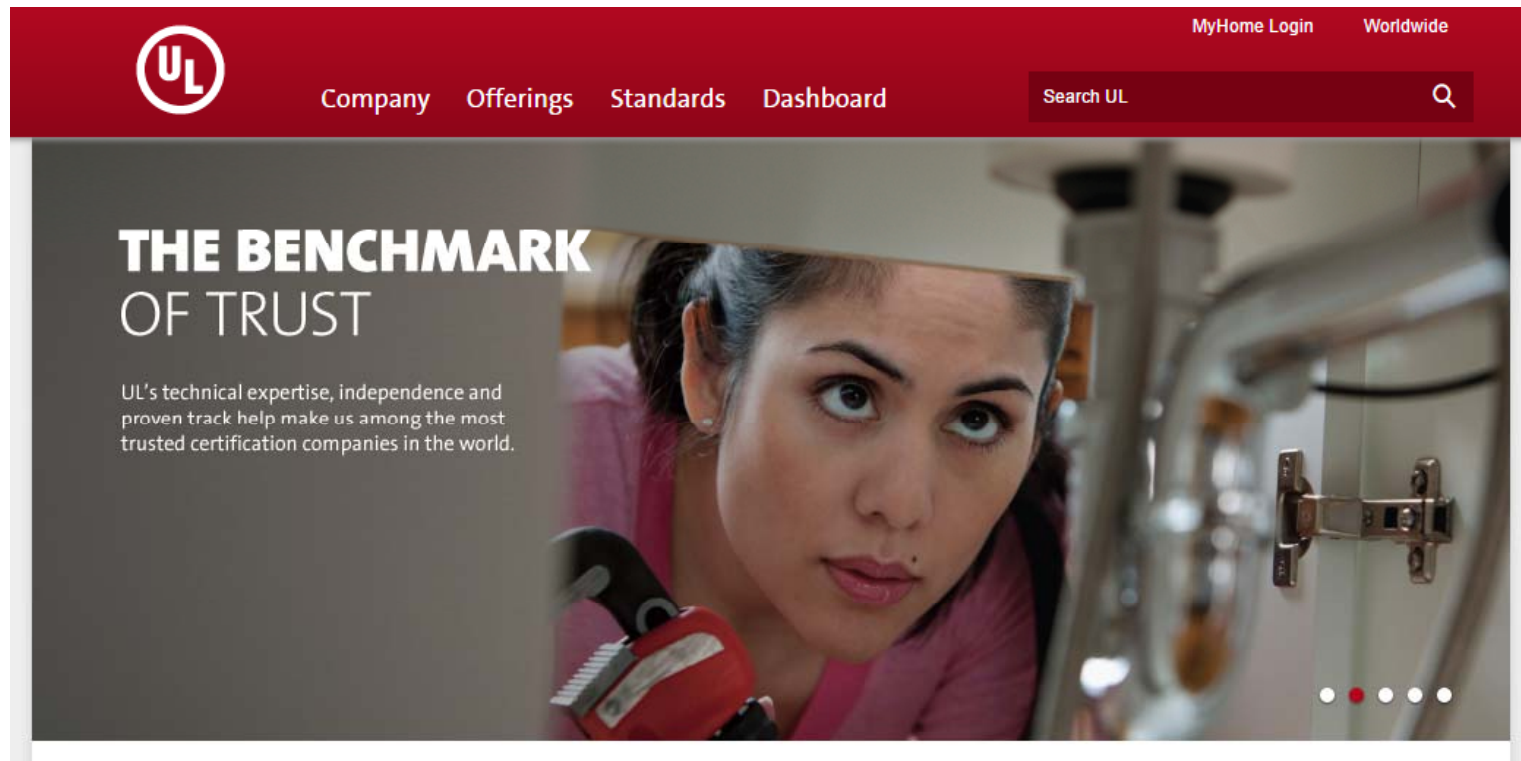 MyHome Login Worldwide
UL
Company Offerings Standards Dashboard
Search UL
THE BENCHMARK
OF TRUST
UL's technical expertise, independence and
proven track help make us among the most
trusted certification companies in the world.